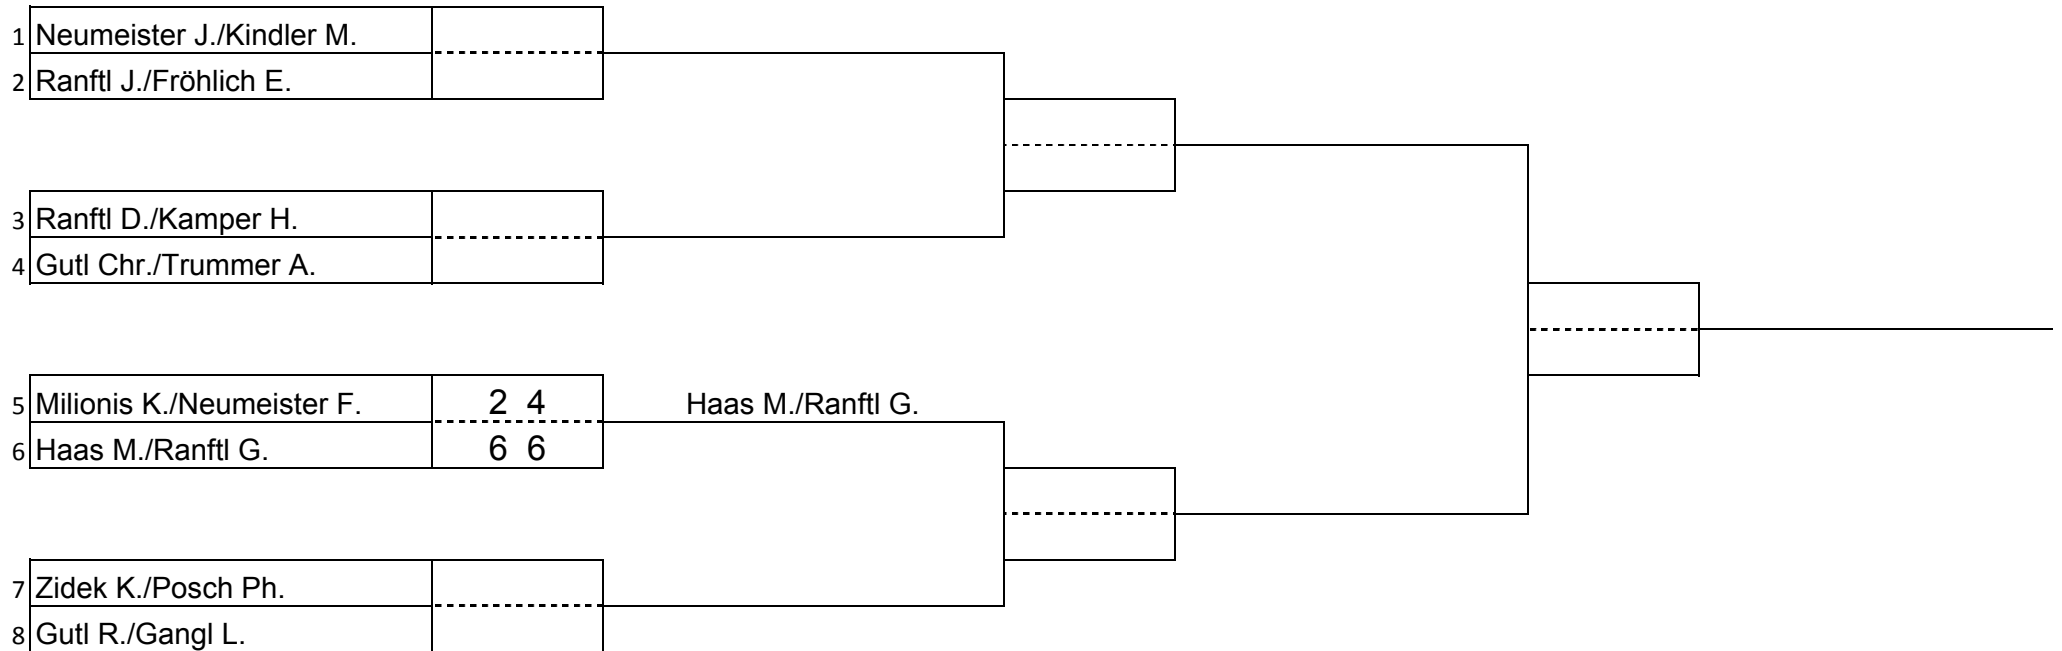 1 Neumeister J./Kindler M.
2 Ranftl J./Fröhlich E.
3 Ranftl D./Kamper H.
4 Gutl Chr./Trummer A.
5 Milionis K./Neumeister F. 2 4 Haas M./Ranftl G.
6 Haas M./Ranftl G. 6 6
7 Zidek K./Posch Ph.
8 Gutl R./Gangl L.